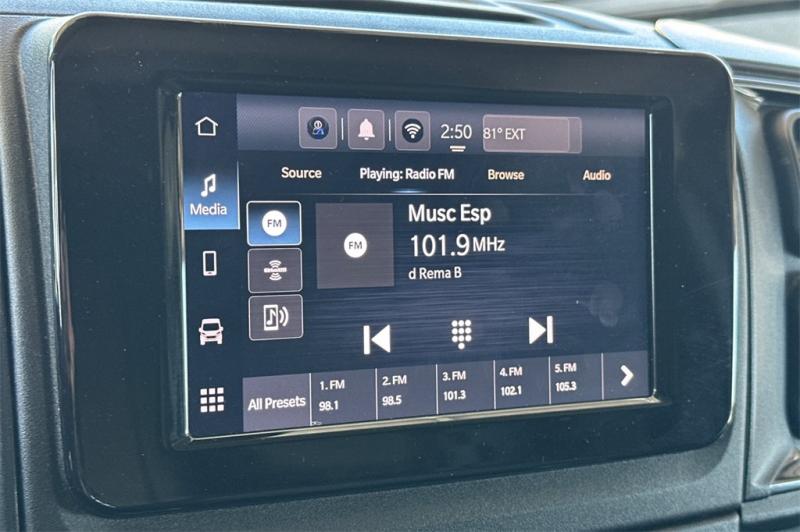 2:50 81° EXT
Source Playing: Radio FM Browse Audio
Media
FM
FM
Musc Esp
101.9 MHz
d Rema B
SiriusXM
All Presets
1. FM
98.1
2. FM
98.5
3. FM
101.3
4. FM
102.1
5. FM
105.3